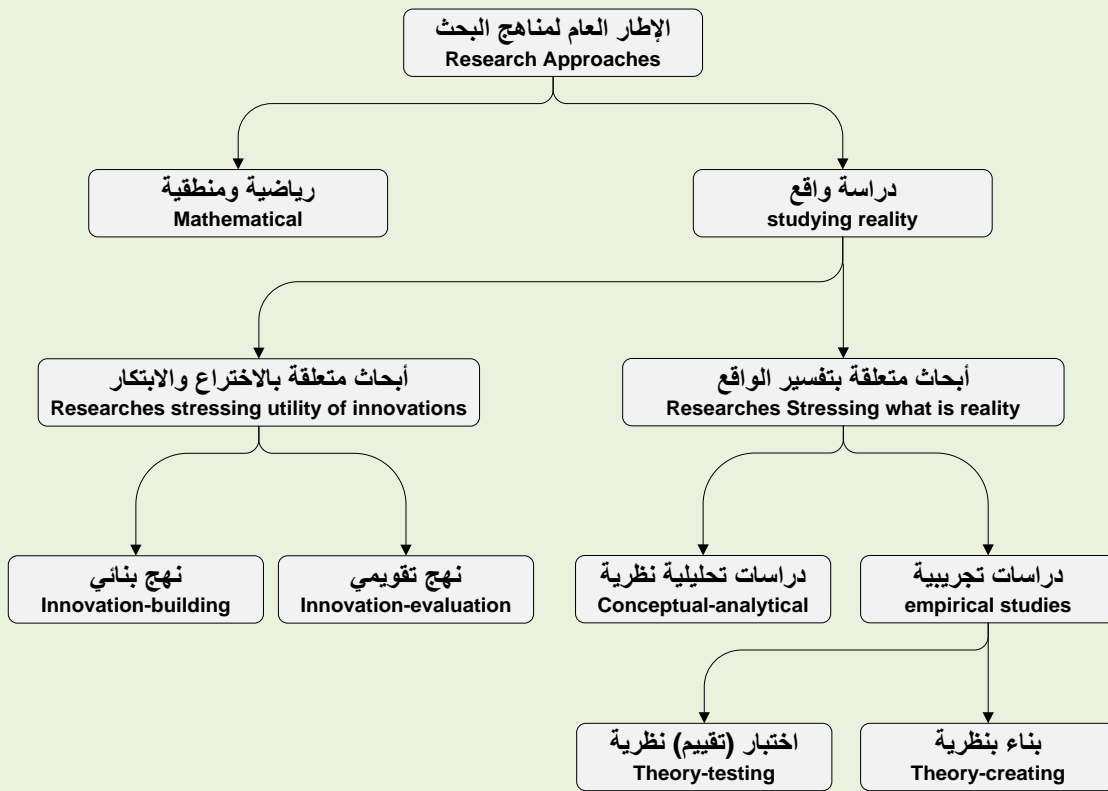 الإطار العام لمناهج البحث
Research Approaches
رياضية ومنطقية
Mathematical
دراسة واقع
studying reality
أبحاث متعلقة بالاختراع والابتكار
Researches stressing utility of innovations
أبحاث متعلقة بتفسير الواقع
Researches Stressing what is reality
نهج بنائي
Innovation-building
نهج تقويمي
Innovation-evaluation
دراسات تحليلية نظرية
Conceptual-analytical
دراسات تجريبية
empirical studies
اختبار (تقييم) نظرية
Theory-testing
بناء بنظرية
Theory-creating